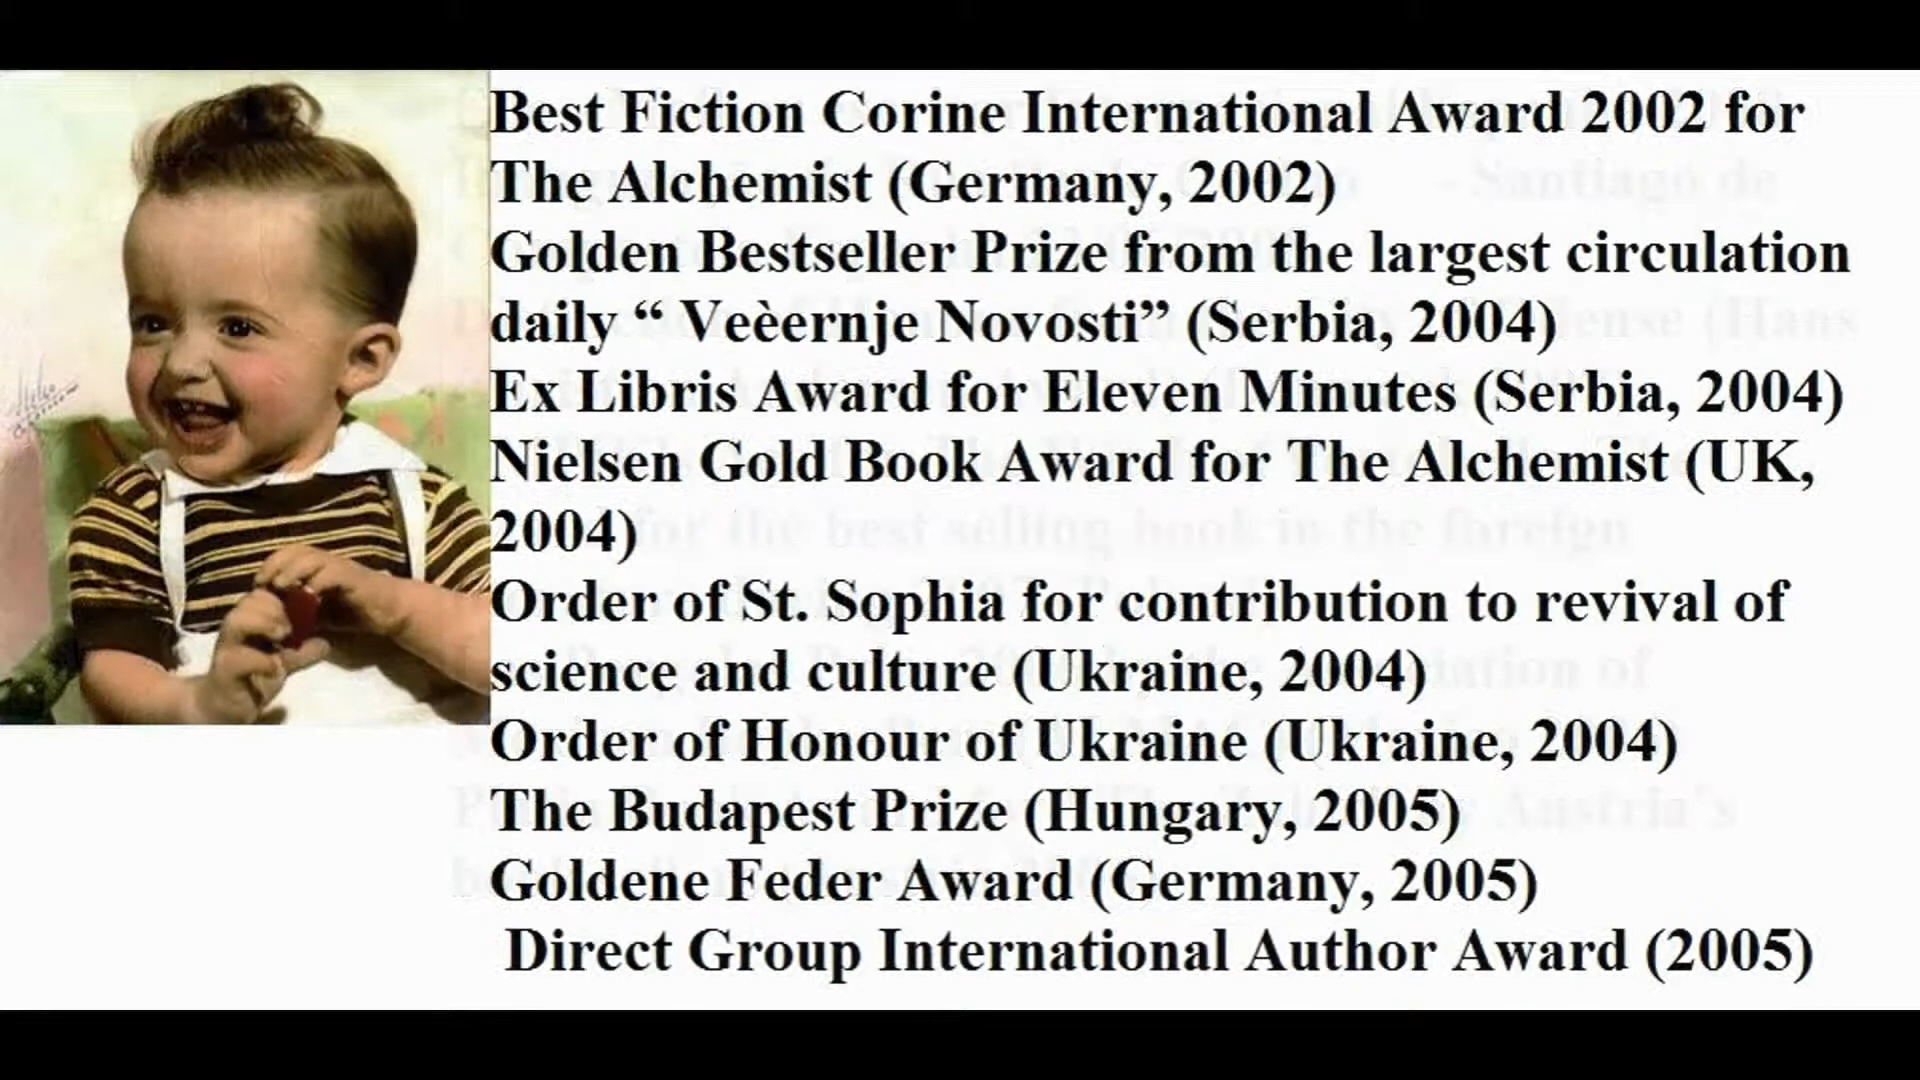 Best Fiction Corine International Award 2002 for
The Alchemist (Germany, 2002)
Golden Bestseller Prize from the largest circulation
daily “ Veèernje Novosti” (Serbia, 2004)
Ex Libris Award for Eleven Minutes (Serbia, 2004)
Nielsen Gold Book Award for The Alchemist (UK,
2004)
Order of St. Sophia for contribution to revival of
science and culture (Ukraine, 2004)
Order of Honour of Ukraine (Ukraine, 2004)
The Budapest Prize (Hungary, 2005)
Goldene Feder Award (Germany, 2005)
Direct Group International Author Award (2005)